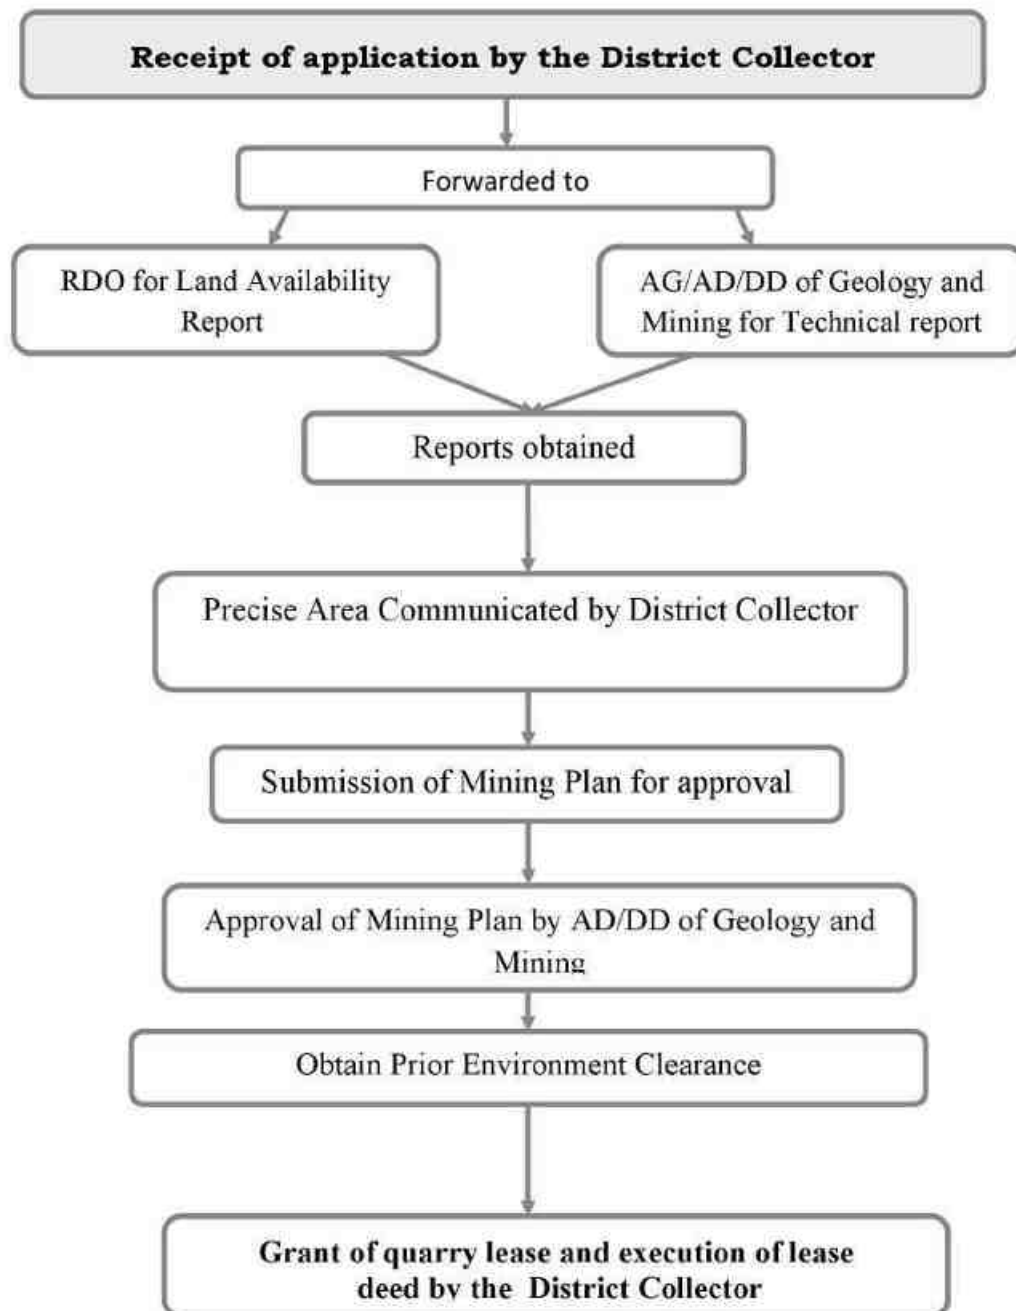 Receipt of application by the District Collector
Forwarded to
RDO for Land Availability
Report
AG/AD/DD of Geology and
Mining for Technical report
Reports obtained
Precise Area Communicated by District Collector
Submission of Mining Plan for approval
Approval of Mining Plan by AD/DD of Geology and
Mining
Obtain Prior Environment Clearance
Grant of quarry lease and execution of lease
deed by the District Collector